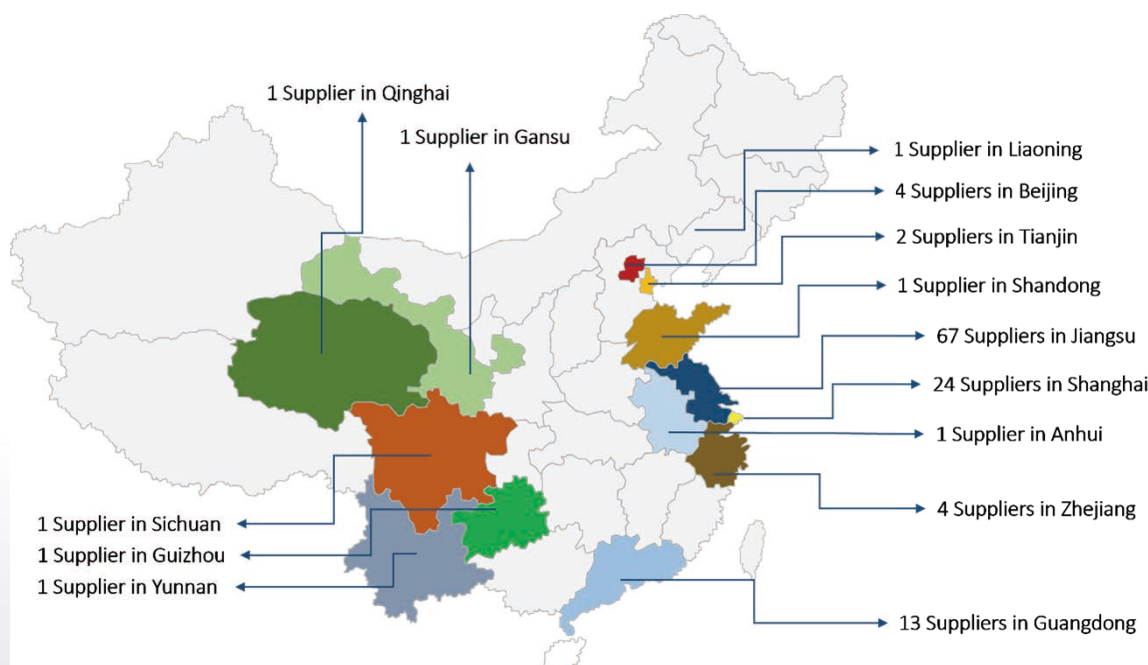 1 Supplier in Qinghai
1 Supplier in Gansu
1 Supplier in Liaoning
4 Suppliers in Beijing
2 Suppliers in Tianjin
1 Supplier in Shandong
67 Suppliers in Jiangsu
24 Suppliers in Shanghai
1 Supplier in Anhui
4 Suppliers in Zhejiang
13 Suppliers in Guangdong
1 Supplier in Sichuan
1 Supplier in Guizhou
1 Supplier in Yunnan